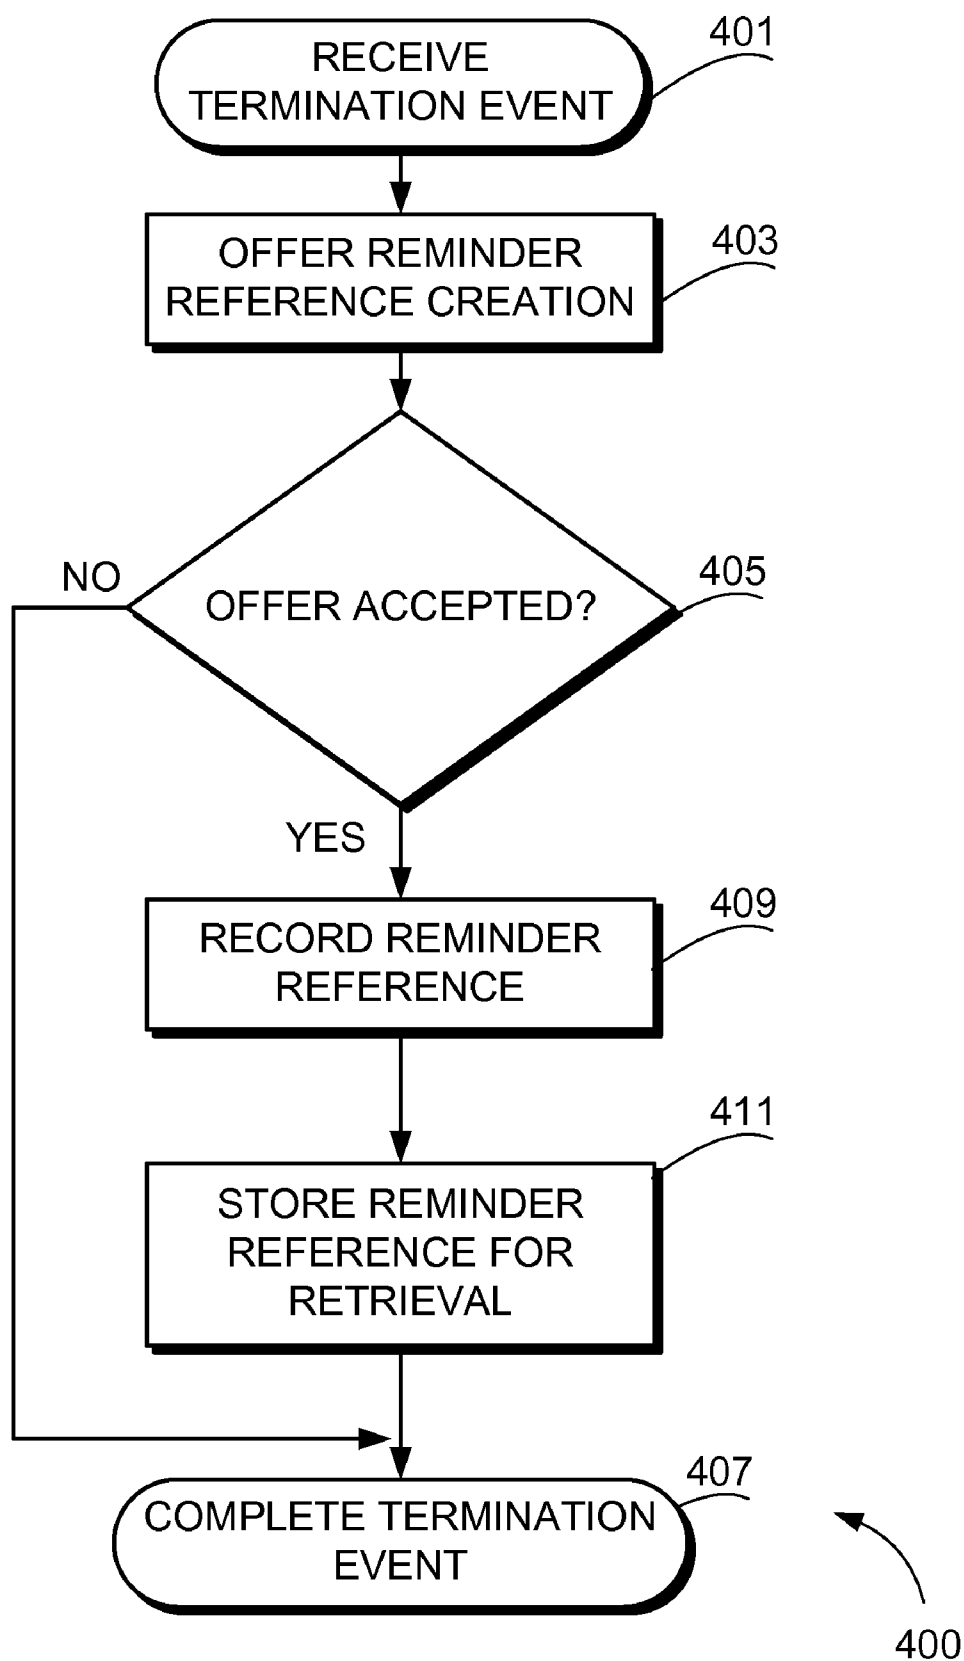 401
RECEIVE
TERMINATION EVENT
403
OFFER REMINDER
REFERENCE CREATION
405
NO
OFFER ACCEPTED?
YES
409
RECORD REMINDER
REFERENCE
411
STORE REMINDER
REFERENCE FOR
RETRIEVAL
407
COMPLETE TERMINATION
EVENT
400